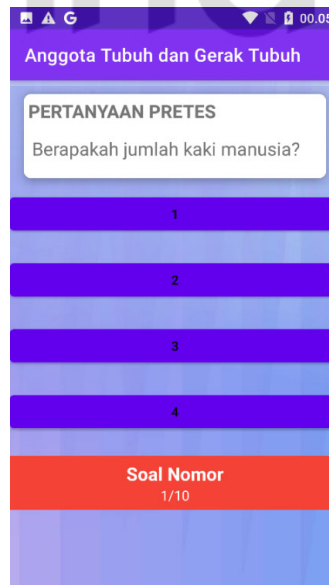 00.05
Anggota Tubuh dan Gerak Tubuh
PERTANYAAN PRETES
Berapakah jumlah kaki manusia?
1
2
3
4
Soal Nomor
1/10